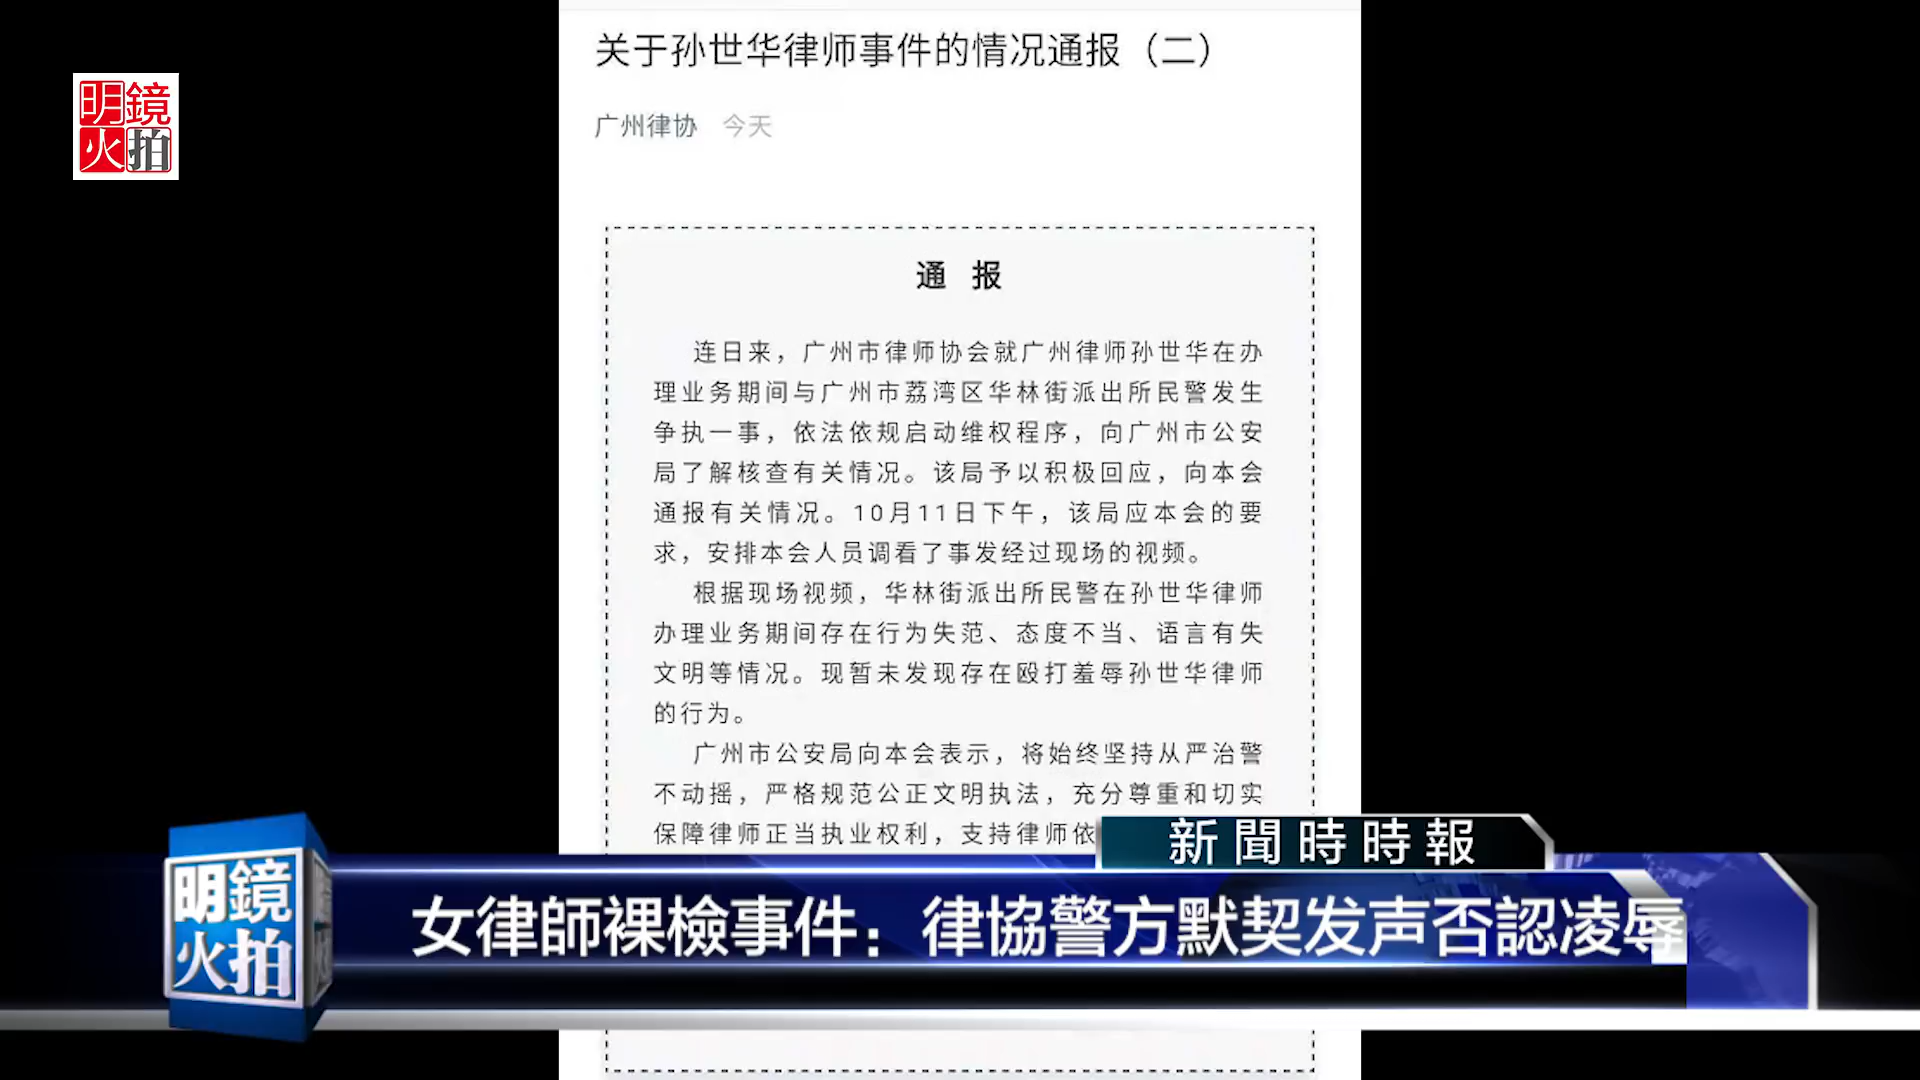 关于孙世华律师事件的情况通报（二）
明鏡
火拍
广州律协 今天
通 报
连日来，广州市律师协会就广州律师孙世华在办
理业务期间与广州市荔湾区华林街派出所民警发生
争执一事，依法依规启动维权程序，向广州市公安
局了解核查有关情况。该局予以积极回应，向本会
通报有关情况。10月11日下午，该局应本会的要
求，安排本会人员调看了事发经过现场的视频。
根据现场视频，华林街派出所民警在孙世华律师
办理业务期间存在行为失范、态度不当、语言有失
文明等情况。现暂未发现存在殴打羞辱孙世华律师
的行为。
广州市公安局向本会表示，将始终坚持从严治警
不动摇，严格规范公正文明执法，充分尊重和切实
保障律师正当执业权利，支持律师依
新聞時時報
明鏡
火拍
女律師裸檢事件：律協警方默契发声否認凌辱